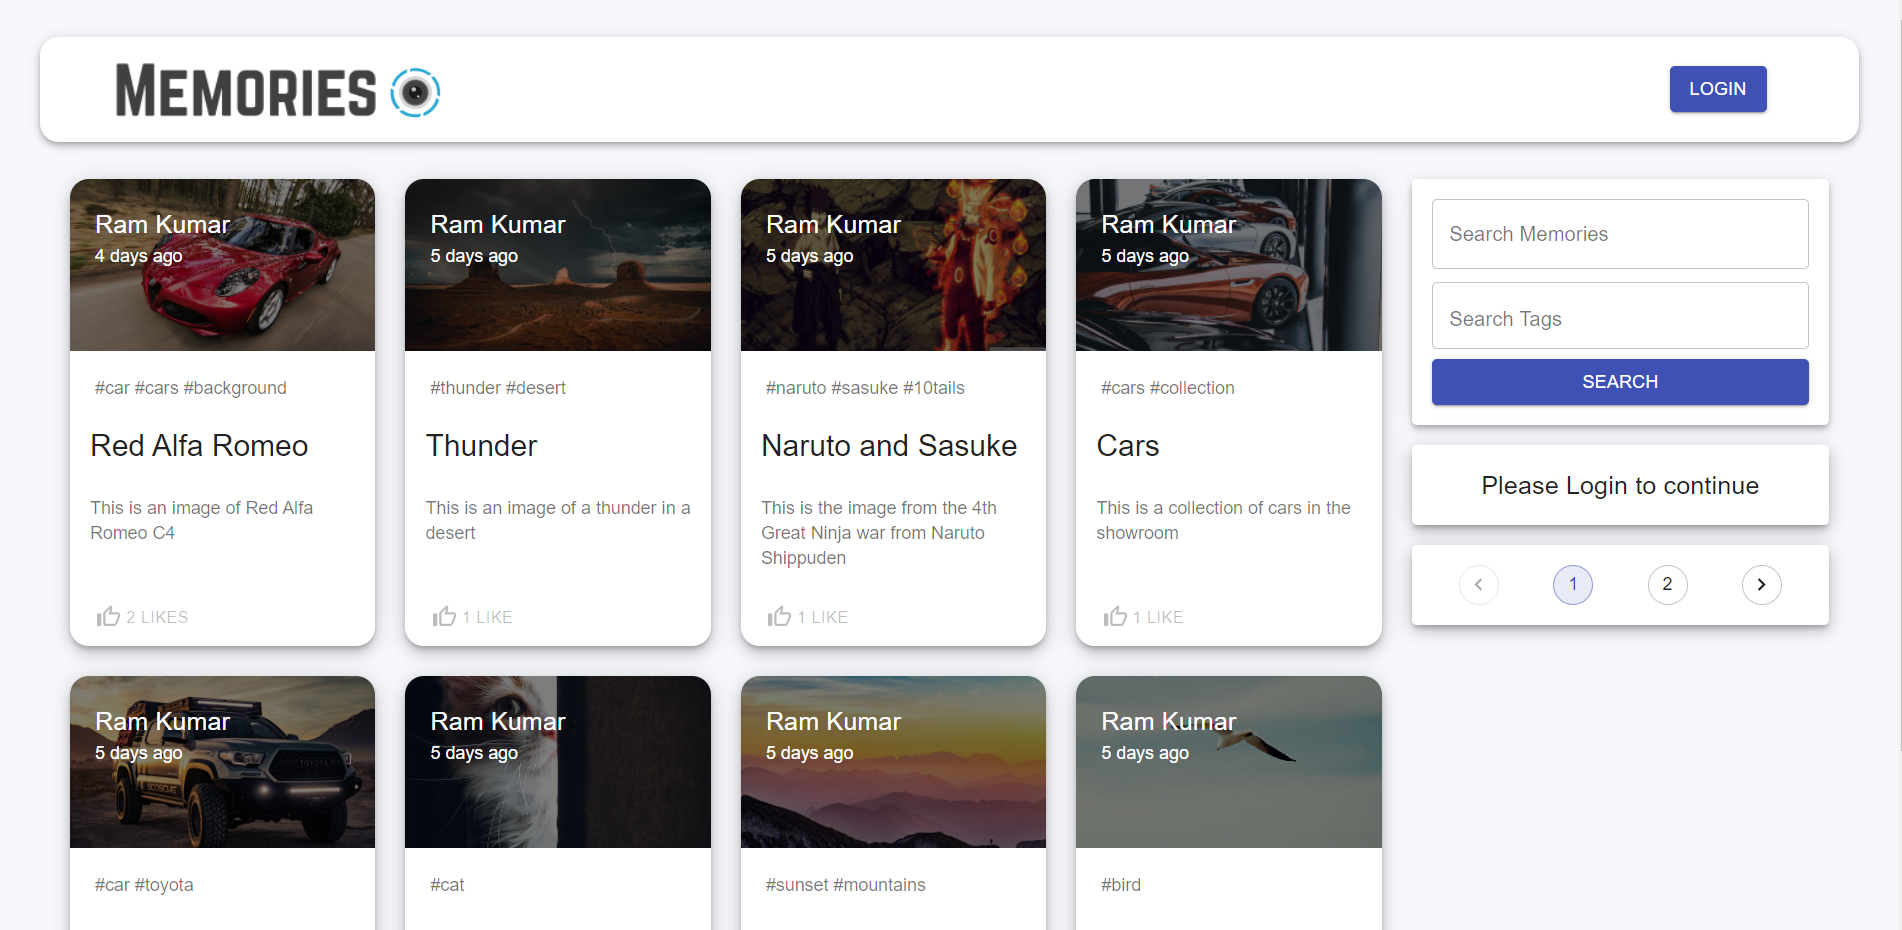 MEMORIES
LOGIN
Ram Kumar
4 days ago
#car #cars #background
Red Alfa Romeo
This is an image of Red Alfa
Romeo C4
2 LIKES
Ram Kumar
5 days ago
#thunder #desert
Thunder
This is an image of a thunder in a
desert
1 LIKE
Ram Kumar
5 days ago
#naruto #sasuke #10tails
Naruto and Sasuke
This is the image from the 4th
Great Ninja war from Naruto
Shippuden
1 LIKE
Ram Kumar
5 days ago
#cars #collection
Cars
This is a collection of cars in the
showroom
1 LIKE
Search Memories
Search Tags
SEARCH
Please Login to continue
1 2
Ram Kumar
5 days ago
TOYOTA
SCOSCHE
#car #toyota
Ram Kumar
5 days ago
#cat
Ram Kumar
5 days ago
#sunset #mountains
Ram Kumar
5 days ago
#bird